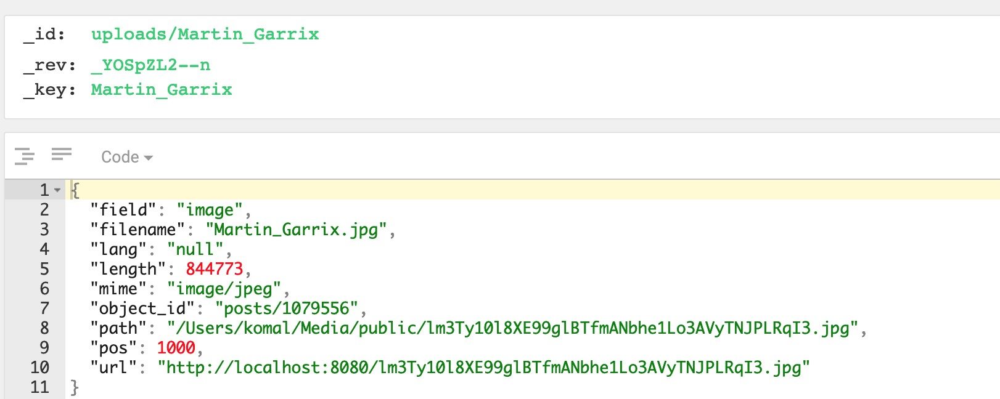 _id: uploads/Martin_Garrix
_rev: _YOSpZL2--n
_key: Martin_Garrix
Code
1 {
2 "field": "image",
3 "filename": "Martin_Garrix.jpg",
4 "lang": "null",
5 "length": 844773,
6 "mime": "image/jpeg",
7 "object_id": "posts/1079556",
8 "path": "/Users/komal/Media/public/lm3Ty10l8XE99glBTfmANbhe1Lo3AVyTNJPLRqI3.jpg",
9 "pos": 1000,
10 "url": "http://localhost:8080/lm3Ty10l8XE99glBTfmANbhe1Lo3AVyTNJPLRqI3.jpg"
11 }